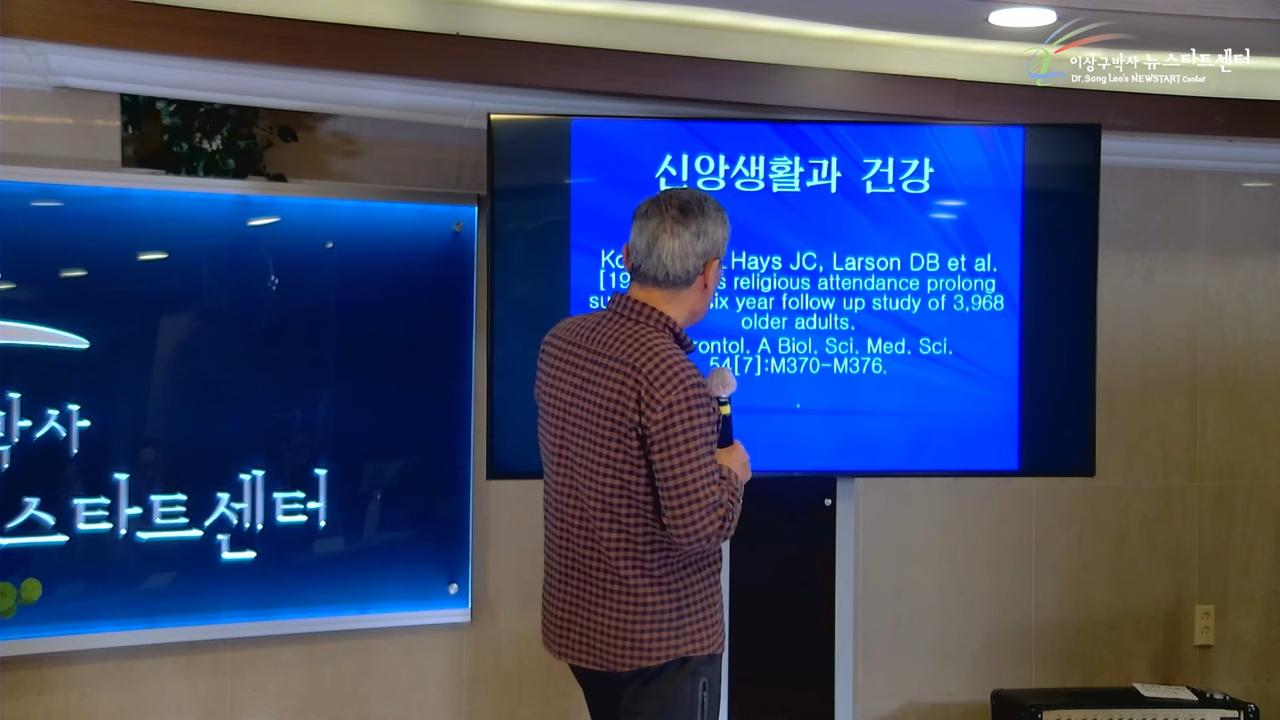 이상구박사 뉴스타트센터
Dr. Sang Lee's NEWSTART Center
신앙생활과 건강
Hays JC, Larson DB et al.
religious attendance prolong
six year follow up study of 3,968
older adults.
A Biol. Sci. Med. Sci.
54[7]:M370-M376.
박사
스타트센터